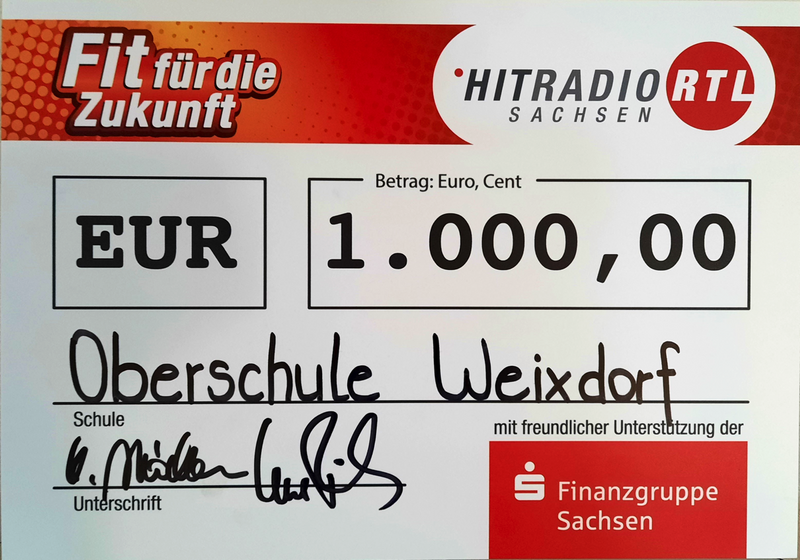 Fit für die
Zukunft
HITRADIO RTL
SACHSEN
Betrag: Euro, Cent
EUR 1.000,00
Oberschule Weixdorf
Schule
mit freundlicher Unterstützung der
Unterschrift
Finanzgruppe
Sachsen